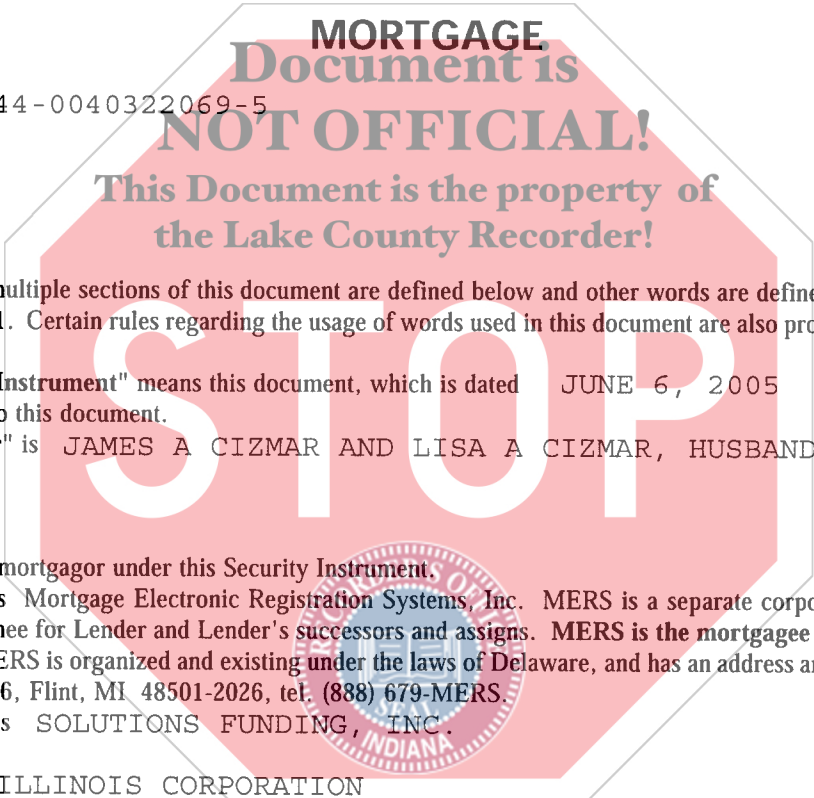 MORTGAGE
Document is
44-0040322069-5
NOT OFFICIAL!
This Document is the property of
the Lake County Recorder!
multiple sections of this document are defined below and other words are define
1. Certain rules regarding the usage of words used in this document are also pro
Instrument" means this document, which is dated JUNE 6, 2005
o this document.
" is JAMES A CIZMAR AND LISA A CIZMAR, HUSBAND
STOP
mortgagor under this Security Instrument.
s Mortgage Electronic Registration Systems, Inc. MERS is a separate corpo
nee for Lender and Lender's successors and assigns. MERS is the mortgagee
ERS is organized and existing under the laws of Delaware, and has an address an
6, Flint, MI 48501-2026, tel. (888) 679-MERS.
s SOLUTIONS FUNDING, INC.
ILLINOIS CORPORATION
RECORDER'S OF
SEAL
INDIANA